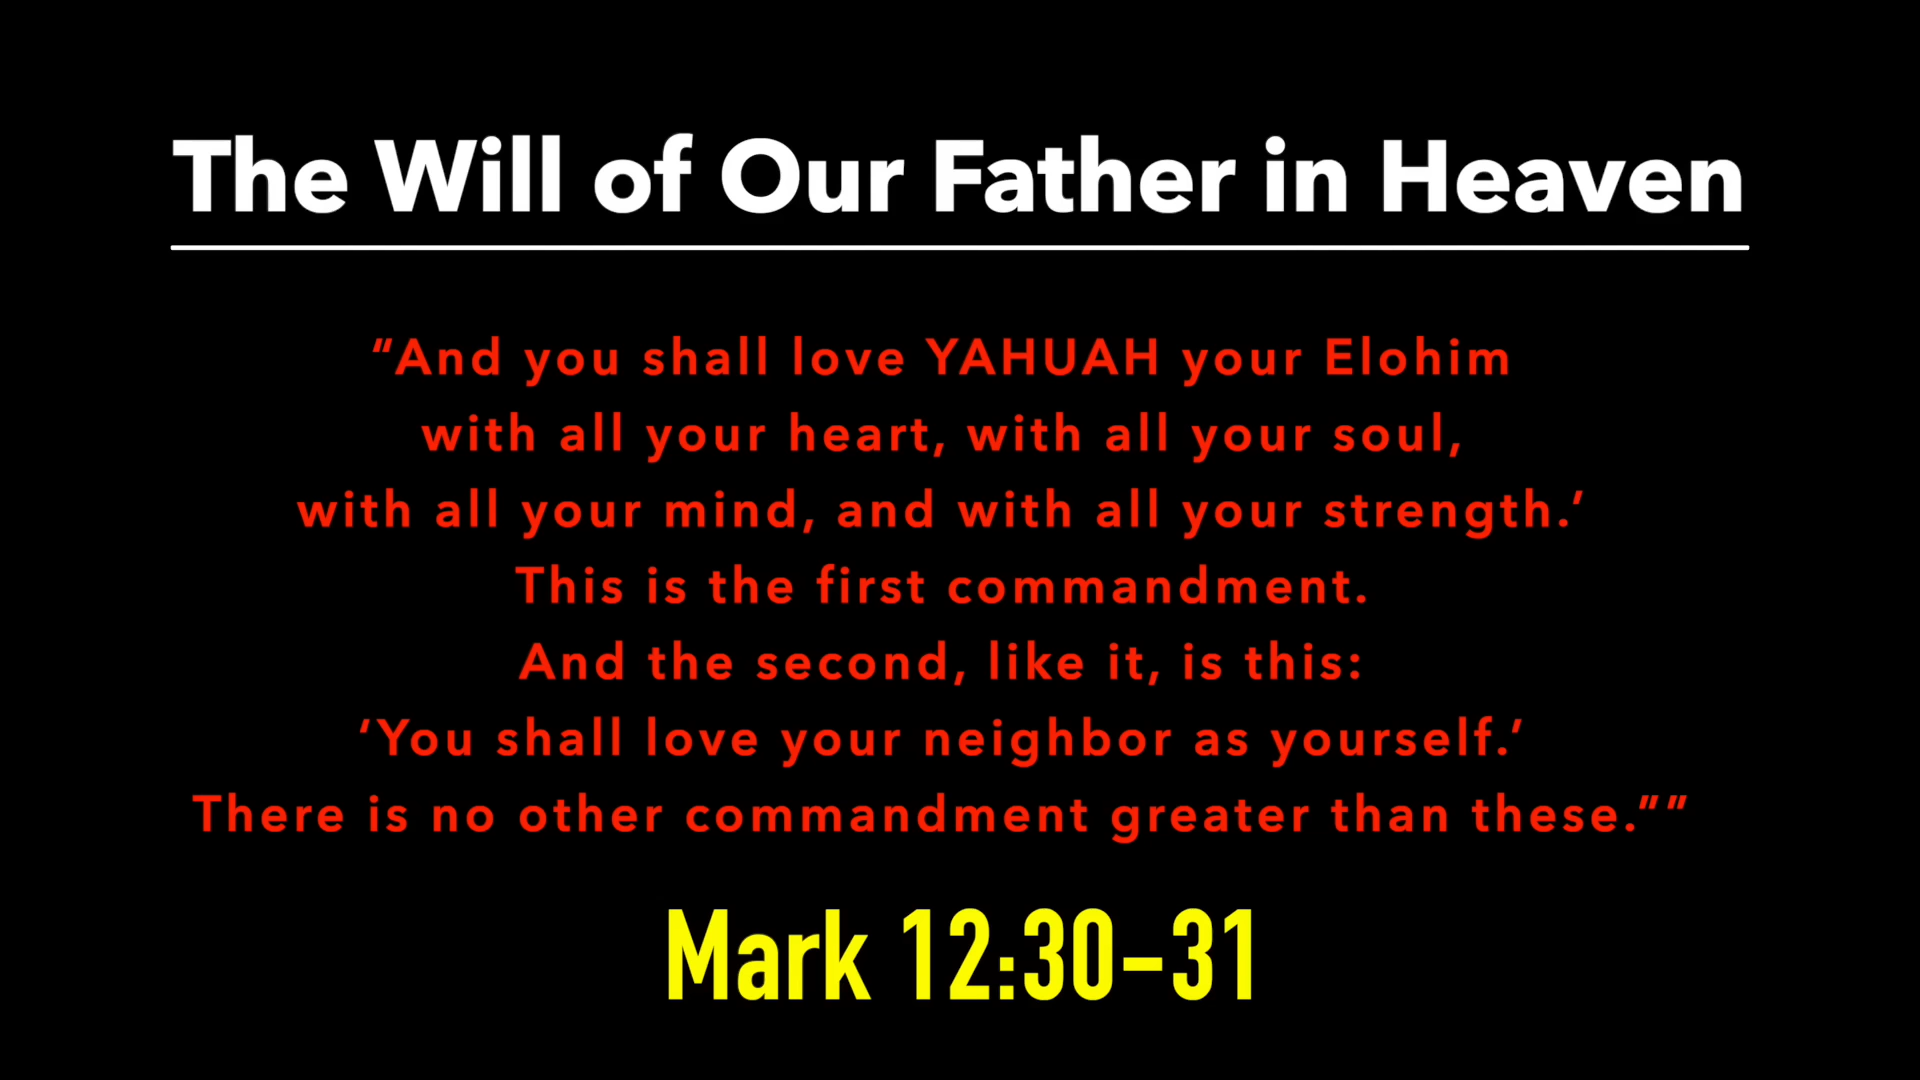 The Will of Our Father in Heaven
“And you shall love YAHUAH your Elohim
with all your heart, with all your soul,
with all your mind, and with all your strength.’
This is the first commandment.
And the second, like it, is this:
‘You shall love your neighbor as yourself.’
There is no other commandment greater than these.””
Mark 12:30–31